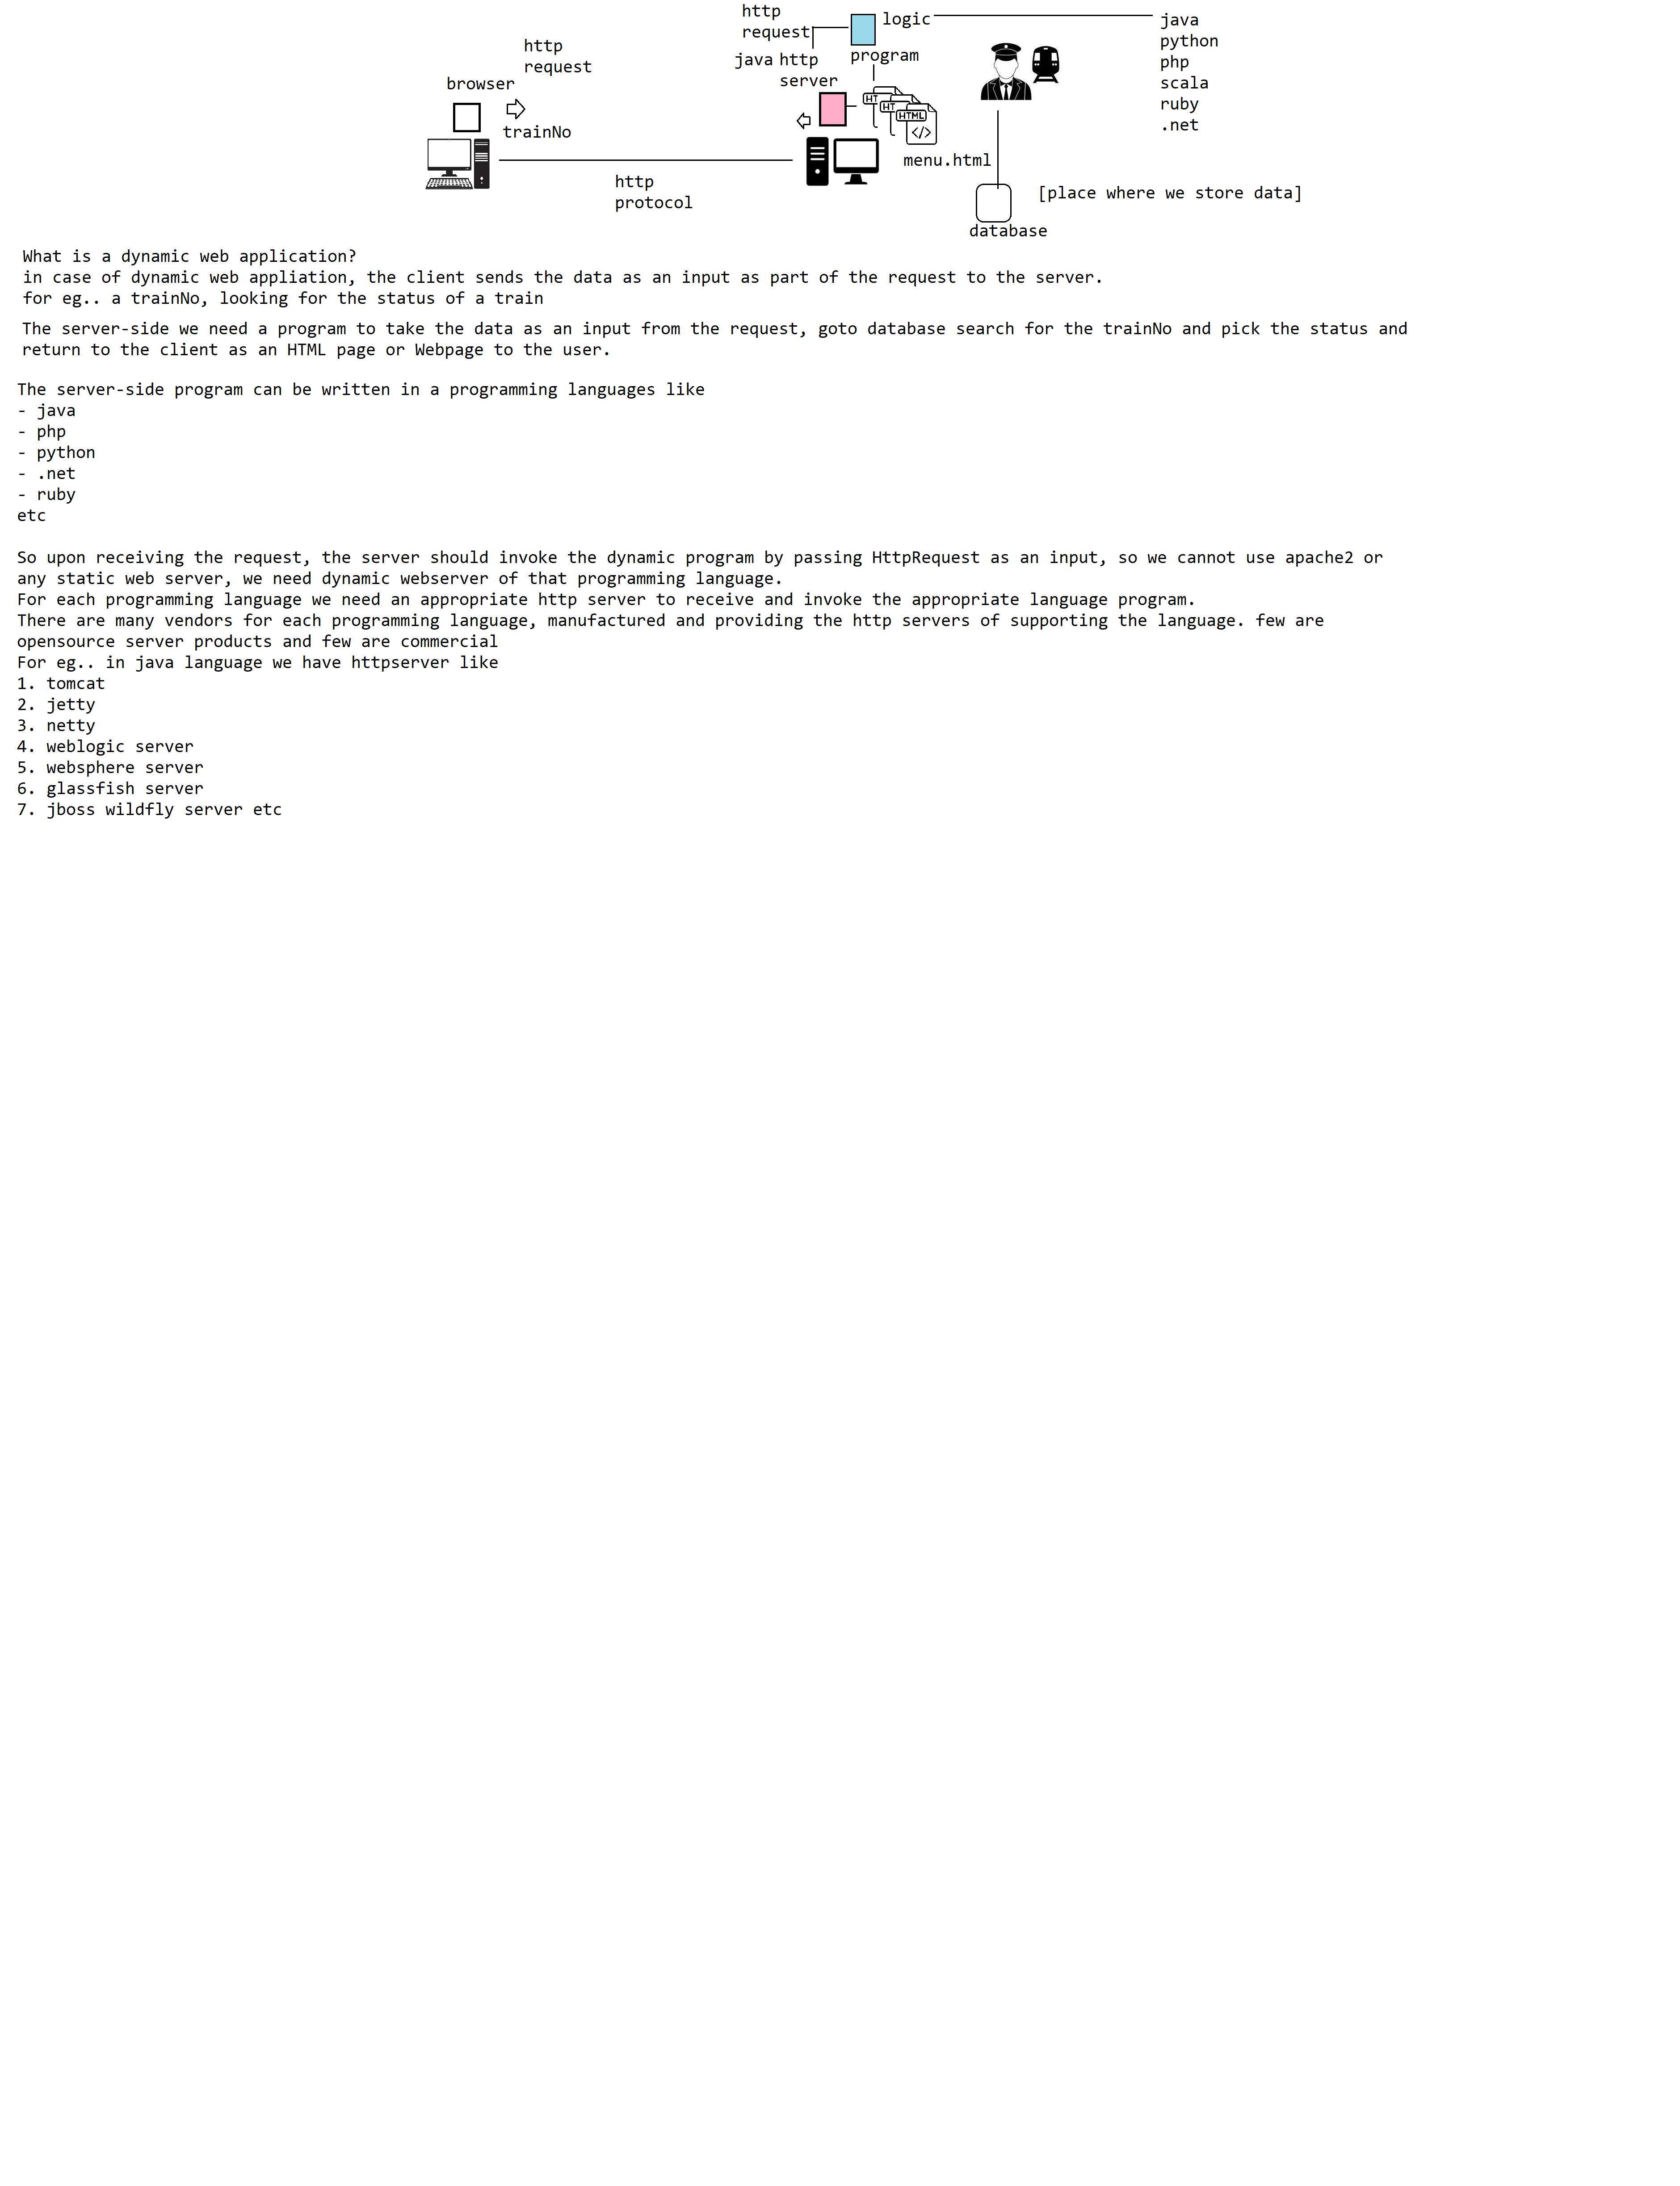 http
request
logic
java
python
php
scala
ruby
.net
http
request
java http
server
program
browser
HT
HT
HTML
</>
trainNo
menu.html
http
protocol
[place where we store data]
database
What is a dynamic web application?
in case of dynamic web appliation, the client sends the data as an input as part of the request to the server.
for eg.. a trainNo, looking for the status of a train
The server-side we need a program to take the data as an input from the request, goto database search for the trainNo and pick the status and
return to the client as an HTML page or Webpage to the user.
The server-side program can be written in a programming languages like
- java
- php
- python
- .net
- ruby
etc
So upon receiving the request, the server should invoke the dynamic program by passing HttpRequest as an input, so we cannot use apache2 or
any static web server, we need dynamic webserver of that programming language.
For each programming language we need an appropriate http server to receive and invoke the appropriate language program.
There are many vendors for each programming language, manufactured and providing the http servers of supporting the language. few are
opensource server products and few are commercial
For eg.. in java language we have httpserver like
1. tomcat
2. jetty
3. netty
4. weblogic server
5. websphere server
6. glassfish server
7. jboss wildfly server etc